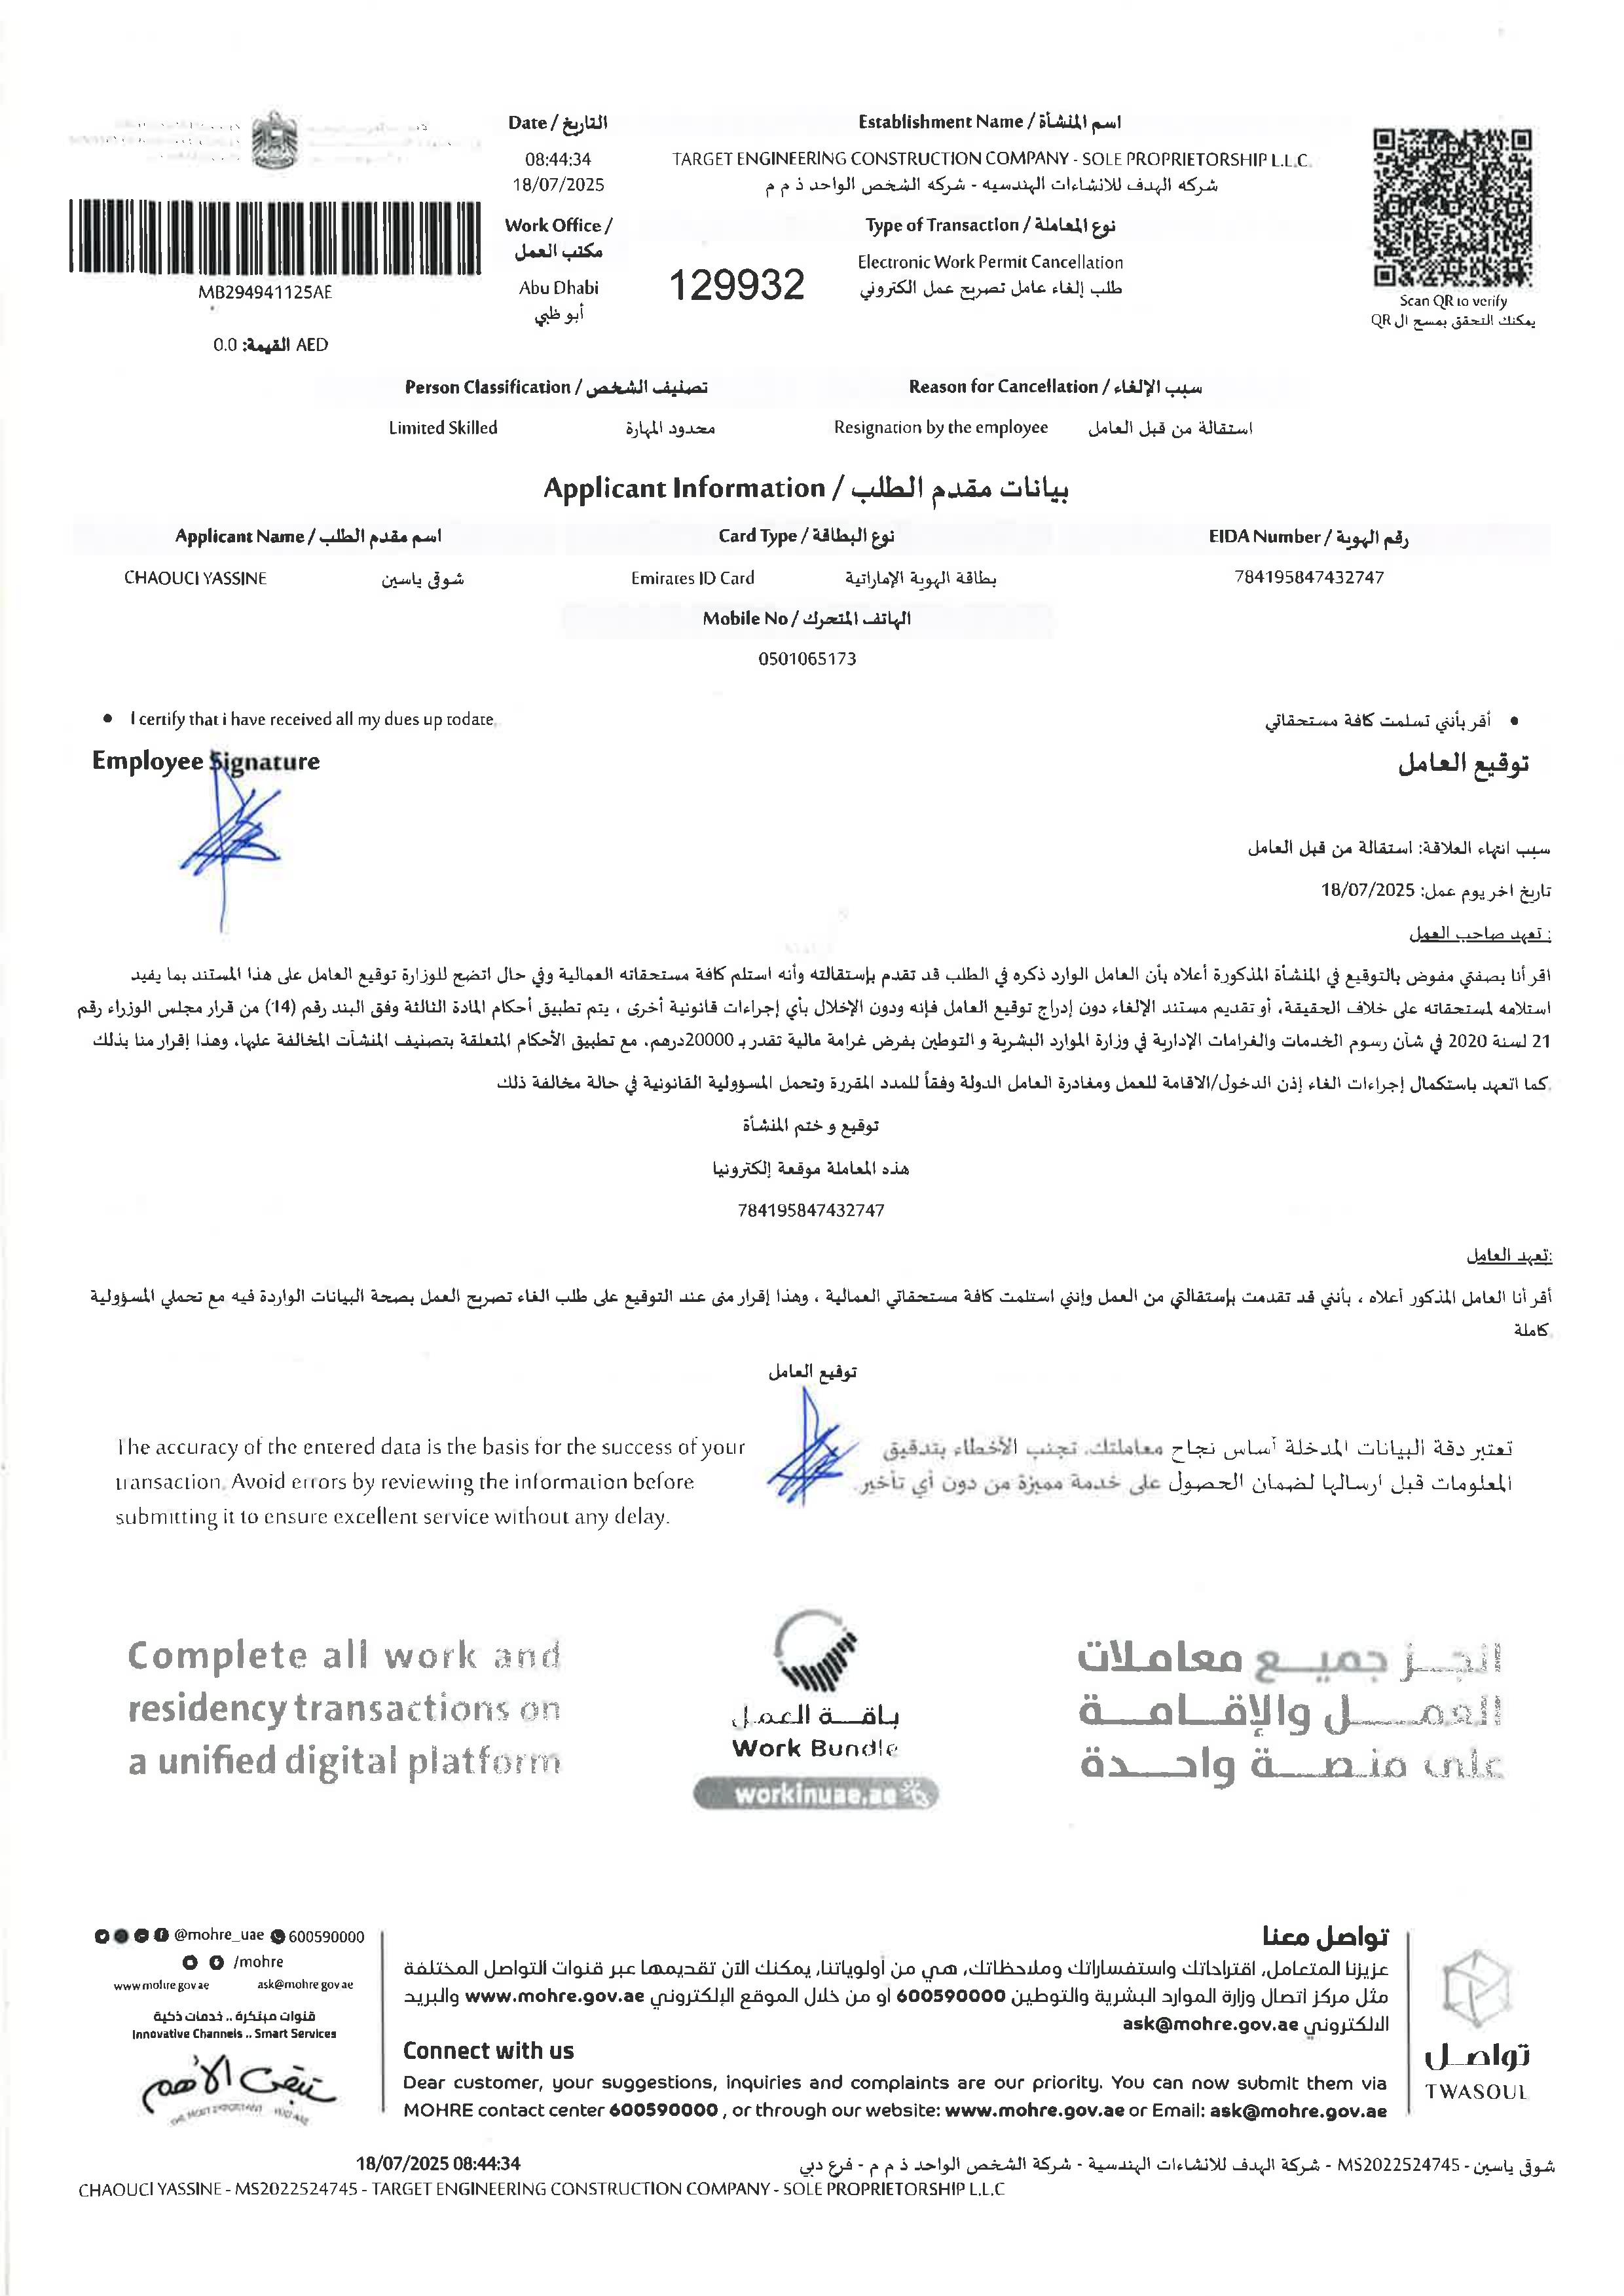 التاريخ / Date
08:44:34
18/07/2025
Work Office /
مكتب العمل
Abu Dhabi
أبو ظبي
اسم المنشأة / Establishment Name
TARGET ENGINEERING CONSTRUCTION COMPANY - SOLE PROPRIETORSHIP L.L.C
شركه الهدف للانشاءات الهندسيه - شركه الشخص الواحد ذ م م
نوع المعاملة / Type of Transaction
Electronic Work Permit Cancellation
طلب إلغاء عامل تصريح عمل الكتروني
129932
MB294941125AE
القيمة: 0.0 AED
Scan QR to verify
يمكنك التحقق بمسح ال QR
تصنيف الشخص / Person Classification
سبب الإلغاء / Reason for Cancellation
Limited Skilled محدود المهارة
Resignation by the employee استقالة من قبل العامل
بيانات مقدم الطلب / Applicant Information
اسم مقدم الطلب / Applicant Name
نوع البطاقة / Card Type
رقم الهوية / EIDA Number
CHAOUCI YASSINE شوقى ياسين
Emirates ID Card بطاقة الهوية الإماراتية
784195847432747
الهاتف المتحرك / Mobile No
0501065173
• I certify that i have received all my dues up todate
• أقر بأنني تسلمت كافة مستحقاتي
Employee Signature
توقيع العامل
سبب انتهاء العلاقة: استقالة من قبل العامل
تاريخ اخر يوم عمل: 18/07/2025
تعهد صاحب العمل :
اقر أنا بصفتي مفوض بالتوقيع في المنشأة المذكورة أعلاه بأن العامل الوارد ذكره في الطلب قد تقدم بإستقالته وأنه استلم كافة مستحقاته العمالية وفي حال اتضح للوزارة توقيع العامل على هذا المستند بما يفيد
استلامه لمستحقاته على خلاف الحقيقة، أو تقديم مستند الإلغاء دون إدراج توقيع العامل فإنه ودون الإخلال بأي إجراءات قانونية أخرى ، يتم تطبيق أحكام المادة الثالثة وفق البند رقم (14) من قرار مجلس الوزراء رقم
21 لسنة 2020 في شأن رسوم الخدمات والغرامات الإدارية في وزارة الموارد البشرية و التوطين بفرض غرامة مالية تقدر بـ 20000درهم، مع تطبيق الأحكام المتعلقة بتصنيف المنشآت المخالفة عليها، وهذا إقرار منا بذلك
كما اتعهد باستكمال إجراءات الغاء إذن الدخول/الاقامة للعمل ومغادرة العامل الدولة وفقاً للمدد المقررة وتحمل المسؤولية القانونية في حالة مخالفة ذلك.
توقيع و ختم المنشأة
هذه المعاملة موقعة إلكترونيا
784195847432747
تعهد العامل:
أقر أنا العامل المذكور أعلاه ، بأنني قد تقدمت بإستقالتي من العمل وإنني استلمت كافة مستحقاتي العمالية ، وهذا إقرار منى عند التوقيع على طلب الغاء تصريح العمل بصحة البيانات الواردة فيه مع تحملي المسؤولية
كاملة
توقيع العامل
The accuracy of the entered data is the basis for the success of your
transaction. Avoid errors by reviewing the information before
submitting it to ensure excellent service without any delay.
تعتبر دقة البيانات المدخلة أساس نجاح معاملتك. تجنب الأخطاء بتدقيق
المعلومات قبل ارسالها لضمان الحصول على خدمة مميزة من دون أي تأخير.
Complete all work and
residency transactions on
a unified digital platform
باقة العمل
Work Bundle
workinuae.ae
انجز جميع معاملات
العمل والإقامة
على منصة واحدة
@mohre_uae 600590000
/mohre
www.mohre.gov.ae ask@mohre.gov.ae
قنوات مبتكرة .. خدمات ذكية
Innovative Channels .. Smart Services
تبقى الأهم
THE MOST IMPORTANT YOU ARE
تواصل معنا
عزيزنا المتعامل، اقتراحاتك واستفساراتك وملاحظاتك، هي من أولوياتنا، يمكنك الآن تقديمها عبر قنوات التواصل المختلفة
مثل مركز اتصال وزارة الموارد البشرية والتوطين 600590000 او من خلال الموقع الإلكتروني www.mohre.gov.ae والبريد
الالكتروني ask@mohre.gov.ae
Connect with us
Dear customer, your suggestions, inquiries and complaints are our priority. You can now submit them via
MOHRE contact center 600590000 , or through our website: www.mohre.gov.ae or Email: ask@mohre.gov.ae
تواصل
TWASOUL
18/07/2025 08:44:34
شوقى ياسين - MS2022524745 - شركة الهدف للانشاءات الهندسية - شركة الشخص الواحد ذ م م - فرع دبي
CHAOUCI YASSINE - MS2022524745 - TARGET ENGINEERING CONSTRUCTION COMPANY - SOLE PROPRIETORSHIP L.L.C